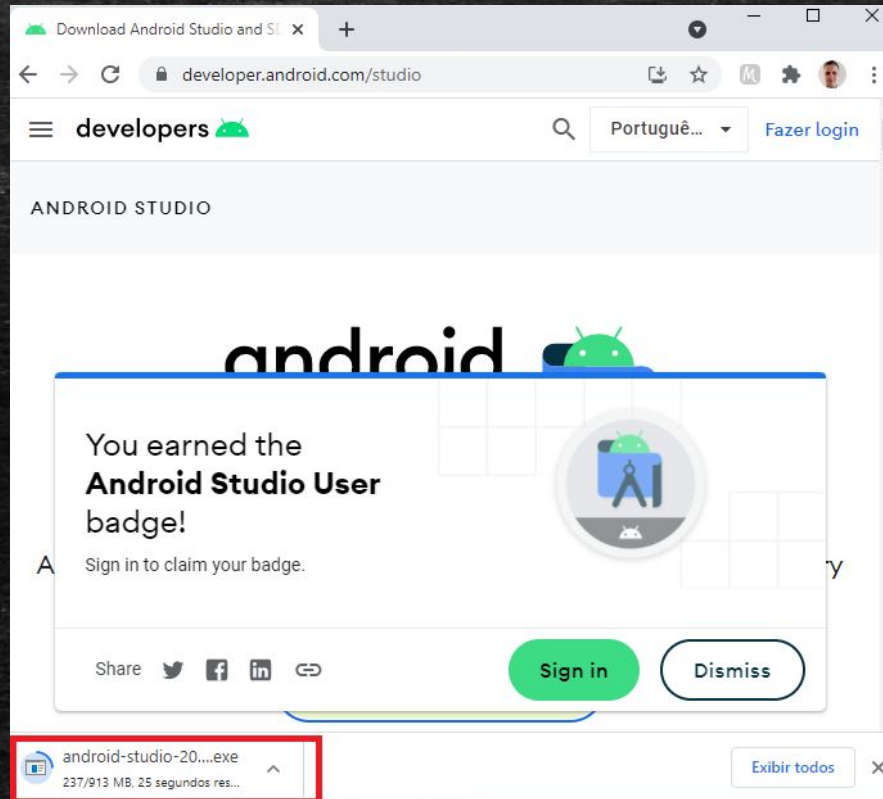 Download Android Studio and SD
developer.android.com/studio
developers
Portuguê...
Fazer login
ANDROID STUDIO
android
You earned the
Android Studio User
badge!
Sign in to claim your badge.
A
ry
Share
Sign in
Dismiss
android-studio-20....exe
237/913 MB, 25 segundos res...
Exibir todos